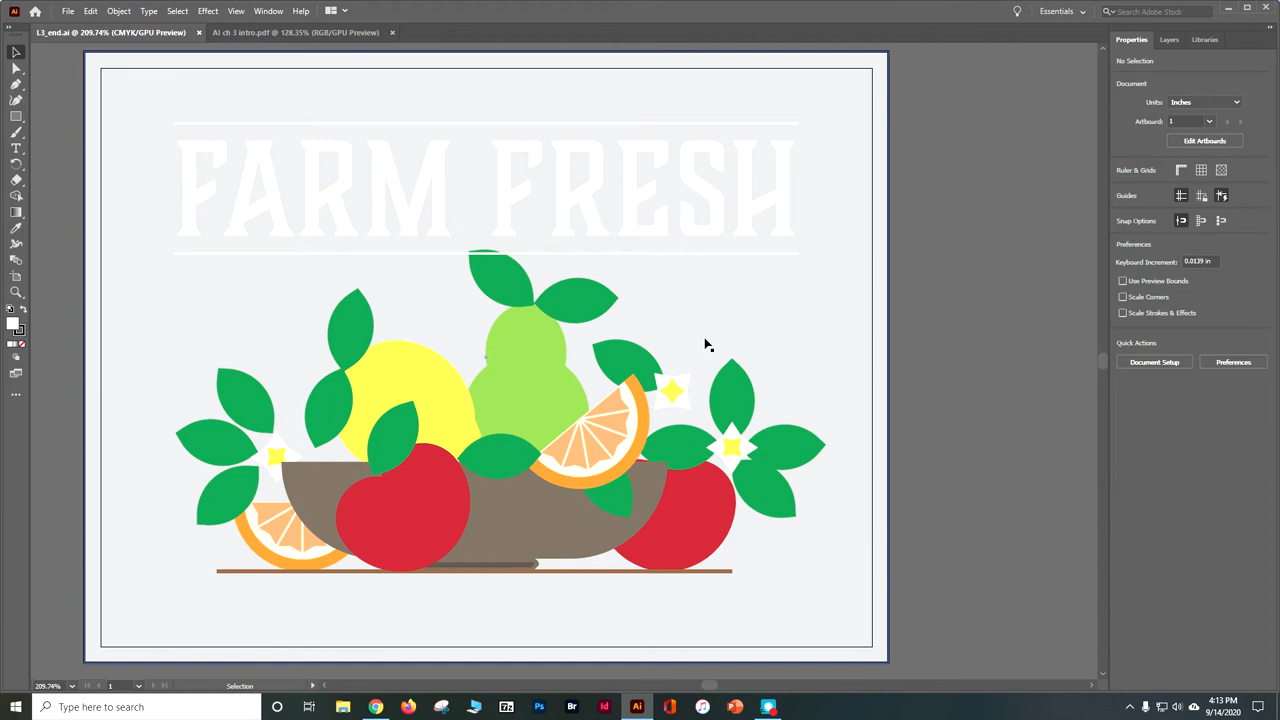 File Edit Object Type Select Effect View Window Help
Essentials
Search Adobe Stock
L3_end.ai @ 209.74% (CMYK/GPU Preview) × AI ch 3 intro.pdf @ 128.35% (RGB/GPU Preview) ×
Properties Layers Libraries
No Selection
Document
Units: Inches
Artboard: 1
Edit Artboards
Ruler & Grids
Guides
Snap Options
Preferences
Keyboard Increment: 0.0139 in
Use Preview Bounds
Scale Corners
Scale Strokes & Effects
Quick Actions
Document Setup Preferences
FARM FRESH
209.74% 1 Selection
Type here to search
4:13 PM
9/14/2020